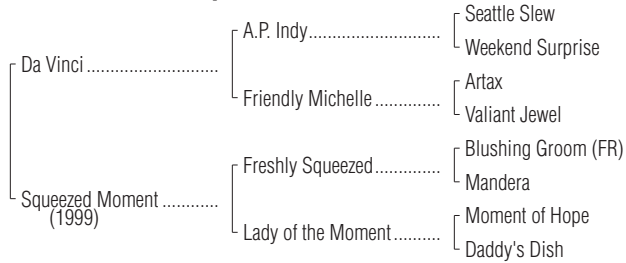 Seattle Slew
A.P. Indy............................
Weekend Surprise
Da Vinci ............................
Artax
Friendly Michelle ..............
Valiant Jewel
Blushing Groom (FR)
Freshly Squeezed..............
Mandera
Squeezed Moment ............
(1999)
Moment of Hope
Lady of the Moment..........
Daddy's Dish